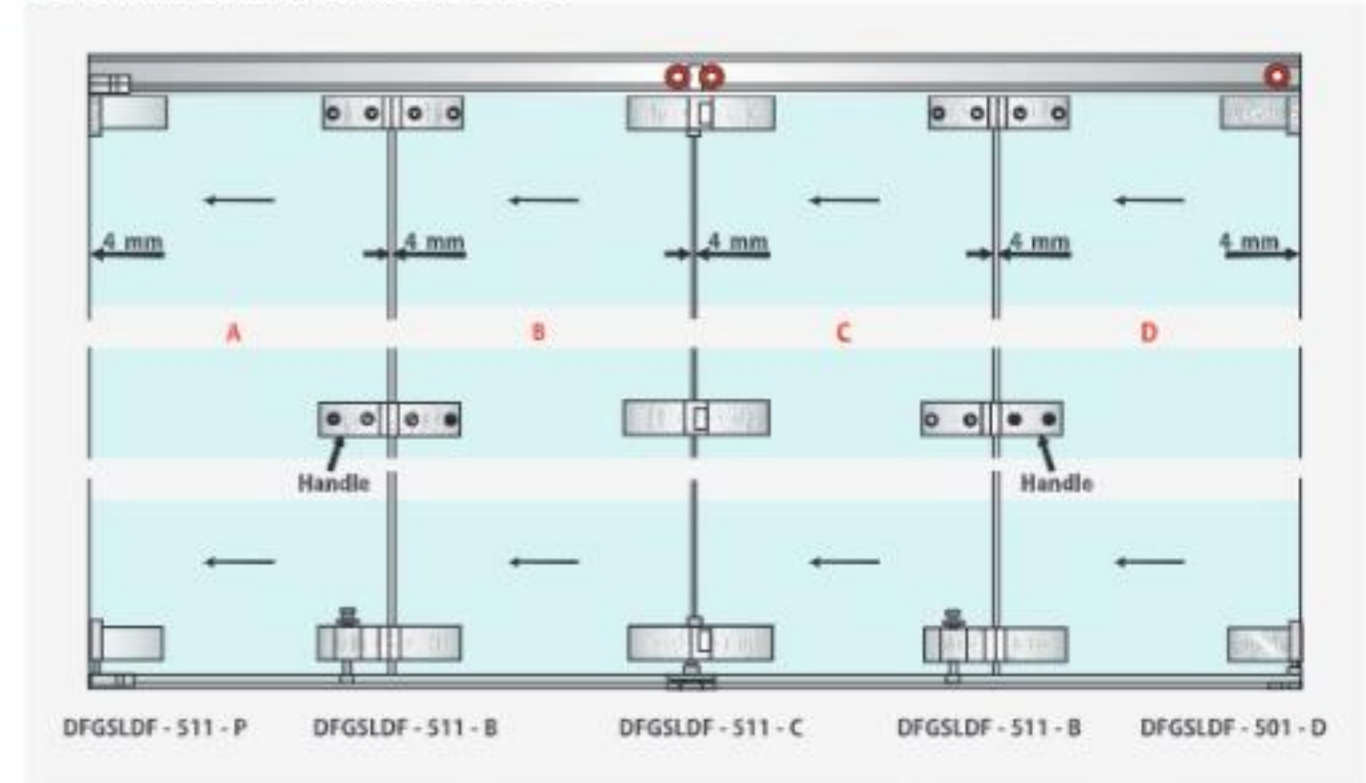 4 mm 4 mm 4 mm 4 mm 4 mm
A B C D
Handle Handle
DFGSLDF - 511 - P DFGSLDF - 511 - B DFGSLDF - 511 - C DFGSLDF - 511 - B DFGSLDF - 501 - D